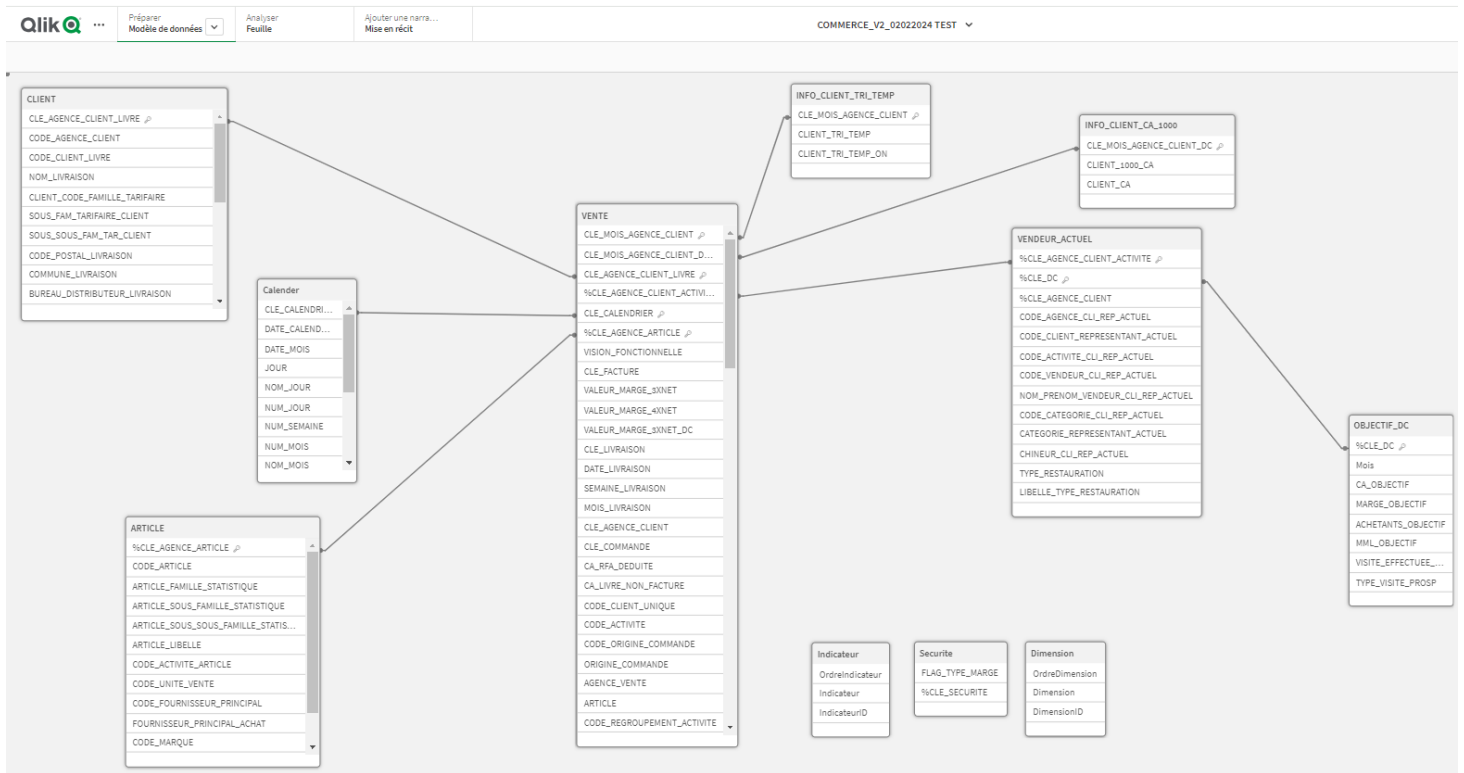 Qlik
Préparer
Modèle de données
Analyser
Feuille
Ajouter une narra...
Mise en récit
COMMERCE_V2_02022024 TEST
CLIENT
CLE_AGENCE_CLIENT_LIVRE
CODE_AGENCE_CLIENT
CODE_CLIENT_LIVRE
NOM_LIVRAISON
CLIENT_CODE_FAMILLE_TARIFAIRE
SOUS_FAM_TARIFAIRE_CLIENT
SOUS_SOUS_FAM_TAR_CLIENT
CODE_POSTAL_LIVRAISON
COMMUNE_LIVRAISON
BUREAU_DISTRIBUTEUR_LIVRAISON
Calender
CLE_CALENDRI...
DATE_CALEND...
DATE_MOIS
JOUR
NOM_JOUR
NUM_JOUR
NUM_SEMAINE
NUM_MOIS
NOM_MOIS
ARTICLE
%CLE_AGENCE_ARTICLE
CODE_ARTICLE
ARTICLE_FAMILLE_STATISTIQUE
ARTICLE_SOUS_FAMILLE_STATISTIQUE
ARTICLE_SOUS_SOUS_FAMILLE_STATIS...
ARTICLE_LIBELLE
CODE_ACTIVITE_ARTICLE
CODE_UNITE_VENTE
CODE_FOURNISSEUR_PRINCIPAL
FOURNISSEUR_PRINCIPAL_ACHAT
CODE_MARQUE
VENTE
CLE_MOIS_AGENCE_CLIENT
CLE_MOIS_AGENCE_CLIENT_D...
CLE_AGENCE_CLIENT_LIVRE
%CLE_AGENCE_CLIENT_ACTIVI...
CLE_CALENDRIER
%CLE_AGENCE_ARTICLE
VISION_FONCTIONNELLE
CLE_FACTURE
VALEUR_MARGE_3XNET
VALEUR_MARGE_4XNET
VALEUR_MARGE_3XNET_DC
CLE_LIVRAISON
DATE_LIVRAISON
SEMAINE_LIVRAISON
MOIS_LIVRAISON
CLE_AGENCE_CLIENT
CLE_COMMANDE
CA_RFA_DEDUITE
CA_LIVRE_NON_FACTURE
CODE_CLIENT_UNIQUE
CODE_ACTIVITE
CODE_ORIGINE_COMMANDE
ORIGINE_COMMANDE
AGENCE_VENTE
ARTICLE
CODE_REGROUPEMENT_ACTIVITE
INFO_CLIENT_TRI_TEMP
CLE_MOIS_AGENCE_CLIENT
CLIENT_TRI_TEMP
CLIENT_TRI_TEMP_ON
INFO_CLIENT_CA_1000
CLE_MOIS_AGENCE_CLIENT_DC
CLIENT_1000_CA
CLIENT_CA
VENDEUR_ACTUEL
%CLE_AGENCE_CLIENT_ACTIVITE
%CLE_DC
%CLE_AGENCE_CLIENT
CODE_AGENCE_CLI_REP_ACTUEL
CODE_CLIENT_REPRESENTANT_ACTUEL
CODE_ACTIVITE_CLI_REP_ACTUEL
CODE_VENDEUR_CLI_REP_ACTUEL
NOM_PRENOM_VENDEUR_CLI_REP_ACTUEL
CODE_CATEGORIE_CLI_REP_ACTUEL
CATEGORIE_REPRESENTANT_ACTUEL
CHINEUR_CLI_REP_ACTUEL
TYPE_RESTAURATION
LIBELLE_TYPE_RESTAURATION
OBJECTIF_DC
%CLE_DC
Mois
CA_OBJECTIF
MARGE_OBJECTIF
ACHETANTS_OBJECTIF
MML_OBJECTIF
VISITE_EFFECTUEE_...
TYPE_VISITE_PROSP
Indicateur
OrdreIndicateur
Indicateur
IndicateurID
Securite
FLAG_TYPE_MARGE
%CLE_SECURITE
Dimension
OrdreDimension
Dimension
DimensionID